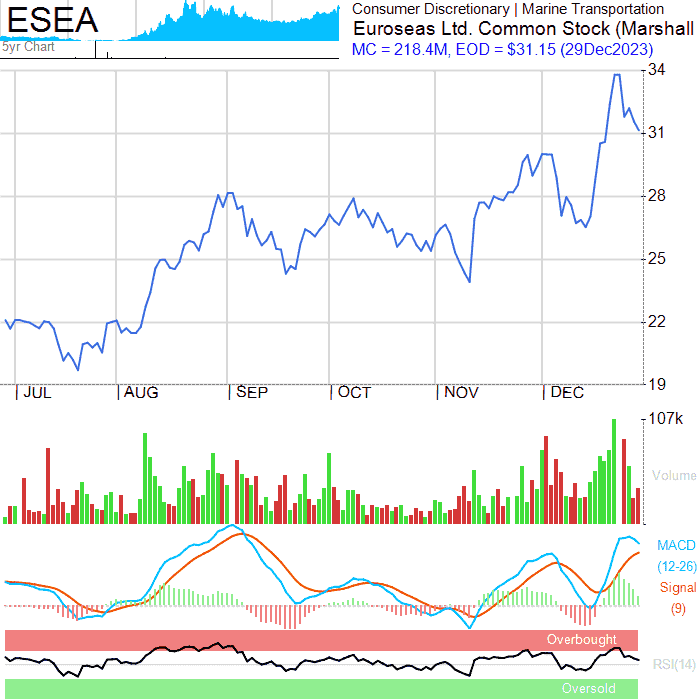 ESEA
5yr Chart
Consumer Discretionary | Marine Transportation
Euroseas Ltd. Common Stock (Marshall
MC = 218.4M, EOD = $31.15 (29Dec2023)
34
31
28
25
22
19
| JUL | AUG | SEP | OCT | NOV | DEC
107k
Volume
MACD
(12-26)
Signal
(9)
Overbought
RSI(14)
Oversold